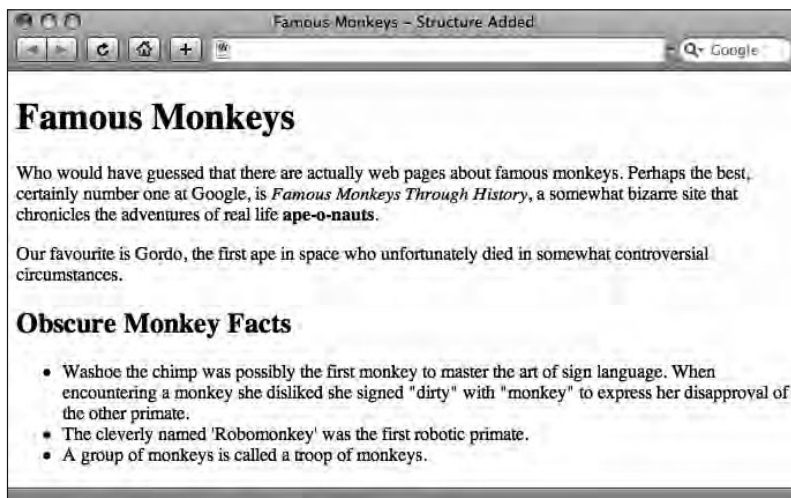 Famous Monkeys – Structure Added
Google
Famous Monkeys
Who would have guessed that there are actually web pages about famous monkeys. Perhaps the best,
certainly number one at Google, is Famous Monkeys Through History, a somewhat bizarre site that
chronicles the adventures of real life ape-o-nauts.
Our favourite is Gordo, the first ape in space who unfortunately died in somewhat controversial
circumstances.
Obscure Monkey Facts
• Washoe the chimp was possibly the first monkey to master the art of sign language. When
encountering a monkey she disliked she signed "dirty" with "monkey" to express her disapproval of
the other primate.
• The cleverly named 'Robomonkey' was the first robotic primate.
• A group of monkeys is called a troop of monkeys.